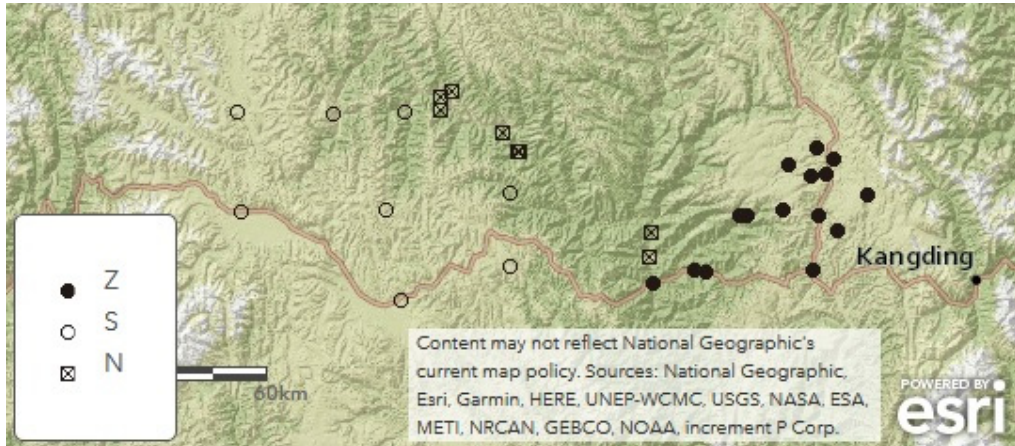 Kangding
Z
S
N
60km
Content may not reflect National Geographic's
current map policy. Sources: National Geographic,
Esri, Garmin, HERE, UNEP-WCMC, USGS, NASA, ESA,
METI, NRCAN, GEBCO, NOAA, increment P Corp.
POWERED BY
esri